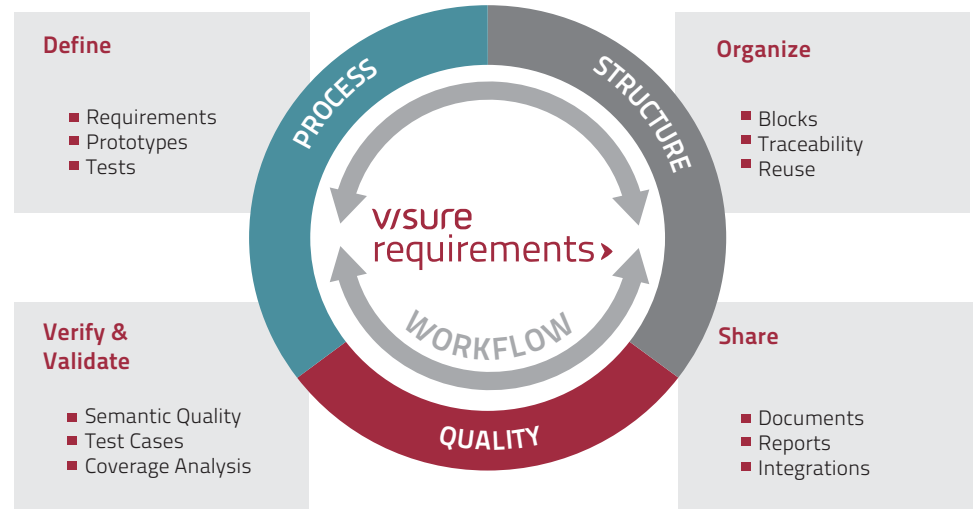 Define
Requirements
Prototypes
Tests
PROCESS
STRUCTURE
Organize
Blocks
Traceability
Reuse
visure
requirements
WORKFLOW
QUALITY
Verify &
Validate
Semantic Quality
Test Cases
Coverage Analysis
Share
Documents
Reports
Integrations